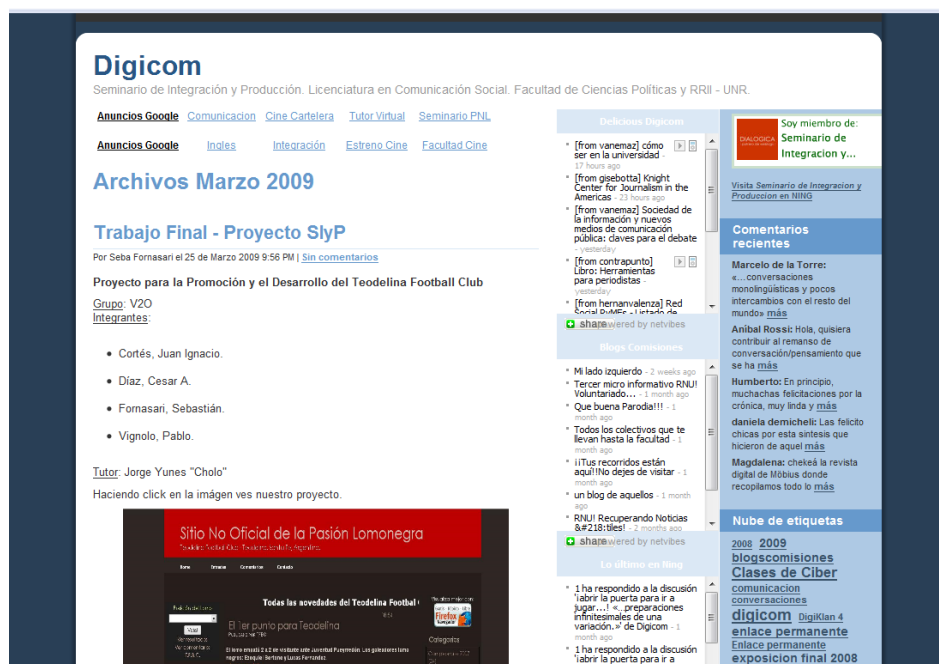 Digicom
Seminario de Integración y Producción. Licenciatura en Comunicación Social. Facultad de Ciencias Políticas y RRII - UNR.
Anuncios Google Comunicacion Cine Cartelera Tutor Virtual Seminario PNL
Anuncios Google Ingles Integración Estreno Cine Facultad Cine
Archivos Marzo 2009
Trabajo Final - Proyecto SIyP
Por Seba Fornasari el 25 de Marzo 2009 9:56 PM | Sin comentarios
Proyecto para la Promoción y el Desarrollo del Teodelina Football Club
Grupo: V2O
Integrantes:
Cortés, Juan Ignacio.
Díaz, Cesar A.
Fornasari, Sebastián.
Vignolo, Pablo.
Tutor: Jorge Yunes "Cholo"
Haciendo click en la imágen ves nuestro proyecto.
Sitio No Oficial de la Pasión Lomonegra
Home Entradas Comentarios Contacto
Todas las novedades del Teodelina Footbal
El 1er punto para Teodelina
Firefox
Categorias
Delicious Digicom
[from vanemaz] cómo
ser en la universidad -
17 hours ago
[from gisebotta] Knight
Center for Journalism in the
Americas - 23 hours ago
[from vanemaz] Sociedad de
la información y nuevos
medios de comunicación
pública: claves para el debate
- yesterday
[from contrapunto]
Libro: Herramientas
para periodistas -
yesterday
[from hernanvalenza] Red
Social PyMEs - Listado de
share wered by netvibes
Blogs Comisiones
Mi lado izquierdo - 2 weeks ago
Tercer micro informativo RNU!
Voluntariado... - 1 month ago
Que buena Parodia!!! - 1
month ago
Todos los colectivos que te
llevan hasta la facultad - 1
month ago
¡¡Tus recorridos están
aquí!!No dejes de visitar - 1
month ago
un blog de aquellos - 1 month
ago
RNU! Recuperando Noticias
&#218;tiles! - 2 months ago
share wered by netvibes
Lo último en Ning
1 ha respondido a la discusión
'¡abrir la puerta para ir a
jugar...! «...preparaciones
infinitesimales de una
variación.»' de Digicom - 1
month ago
1 ha respondido a la discusión
'¡abrir la puerta para ir a
DIALOGICA
Soy miembro de:
Seminario de
Integracion y...
Visita Seminario de Integracion y
Produccion en NING
Comentarios
recientes
Marcelo de la Torre:
«...conversaciones
monolingüísticas y pocos
intercambios con el resto del
mundo» más
Anibal Rossi: Hola, quisiera
contribuir al remanso de
conversación/pensamiento que
se ha más
Humberto: En principio,
muchachas felicitaciones por la
crónica, muy linda y más
daniela demicheli: Las felicito
chicas por esta sintesis que
hicieron de aquel más
Magdalena: chekeá la revista
digital de Möbius donde
recopilamos todo lo más
Nube de etiquetas
2008 2009
blogscomisiones
Clases de Ciber
comunicacion
conversaciones
digicom DigiKlan 4
enlace permanente
Enlace permanente
exposicion final 2008